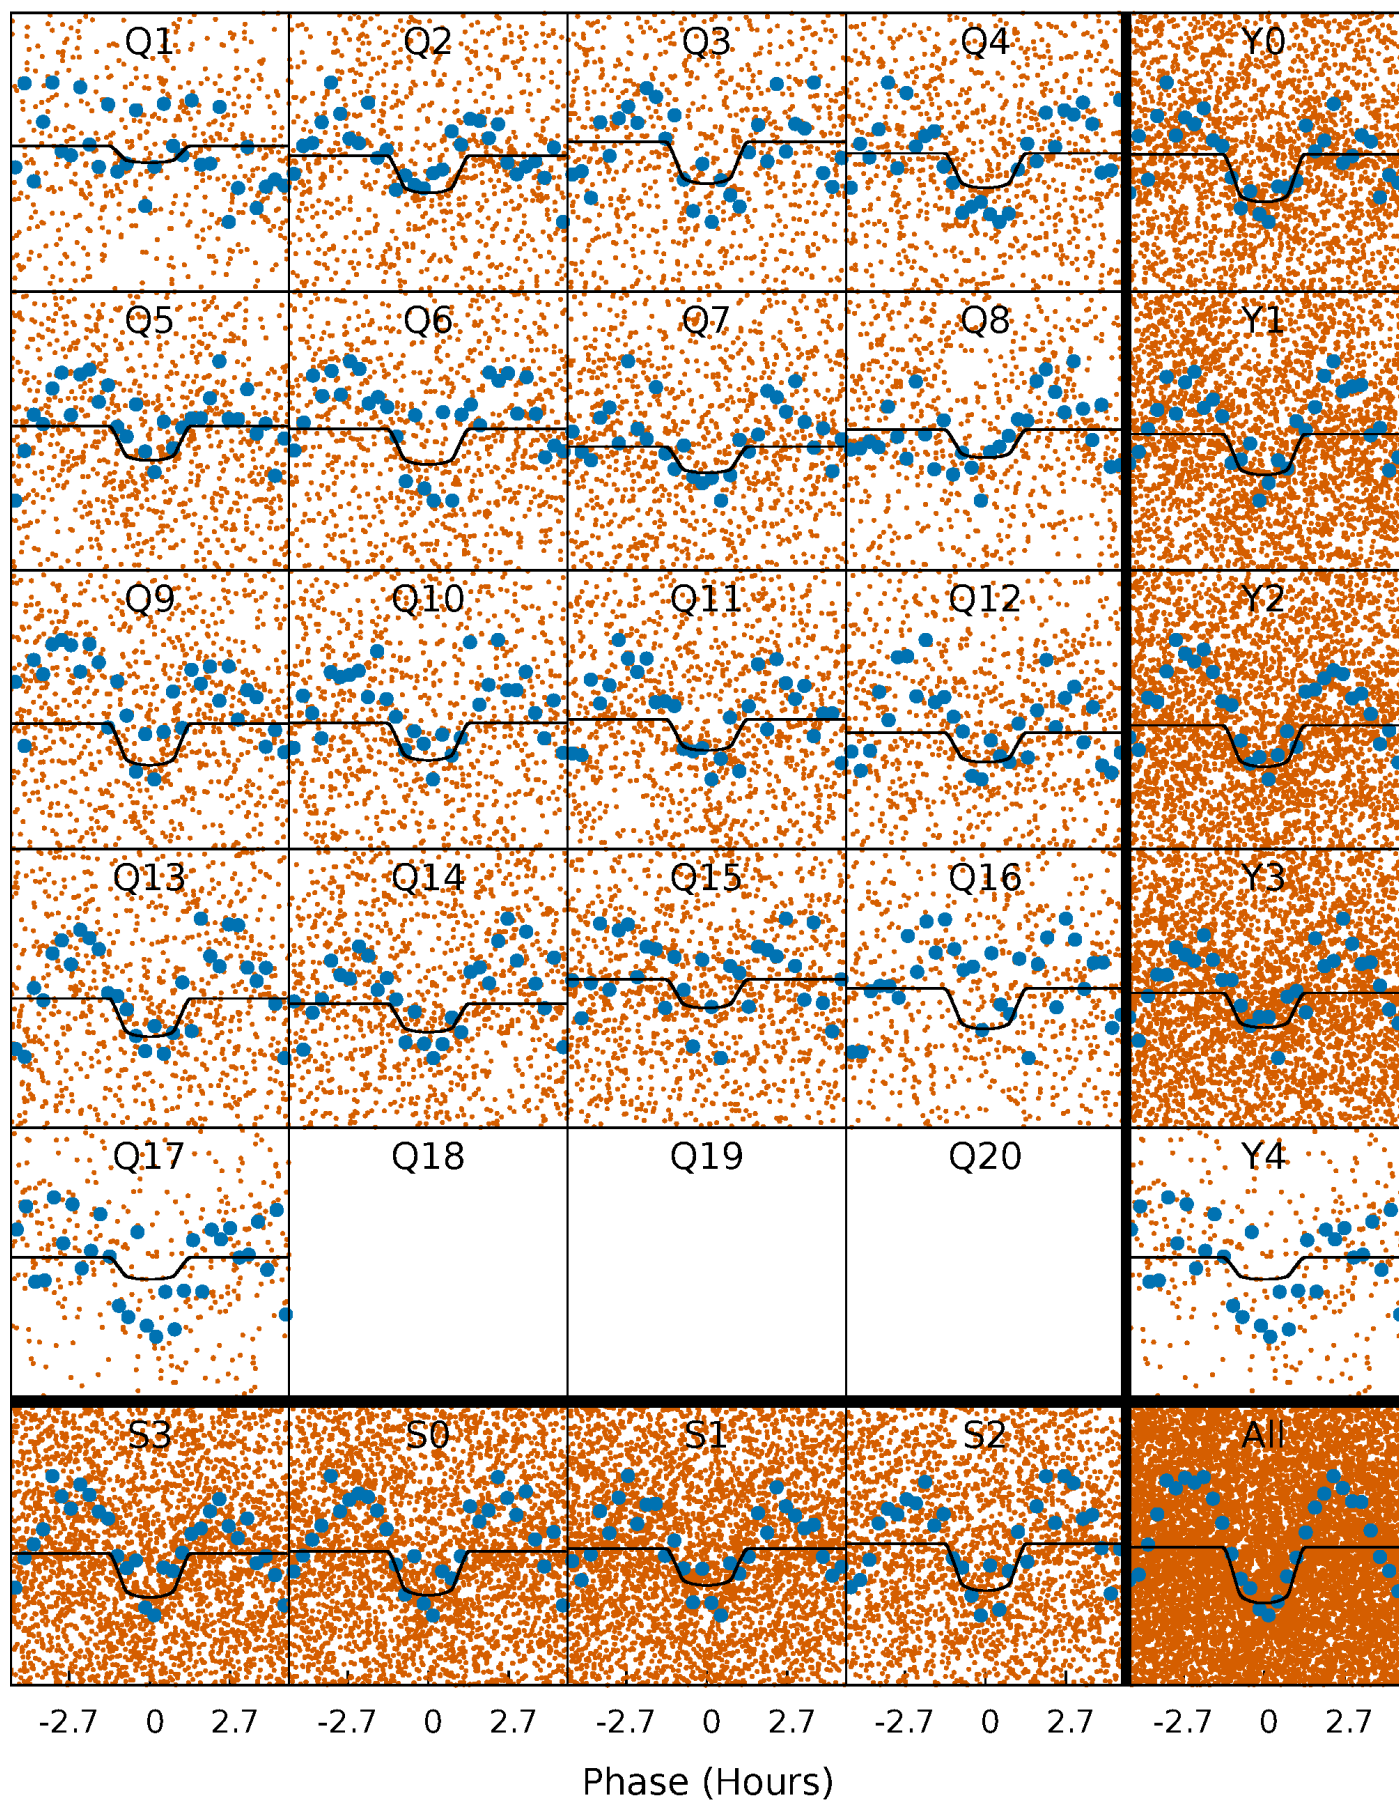 Q1 Q2 Q3 Q4 Y0
Q5 Q6 Q7 Q8 Y1
Q9 Q10 Q11 Q12 Y2
Q13 Q14 Q15 Q16 Y3
Q17 Q18 Q19 Q20 Y4
S3 S0 S1 S2 All
-2.7 0 2.7 -2.7 0 2.7 -2.7 0 2.7 -2.7 0 2.7 -2.7 0 2.7
Phase (Hours)